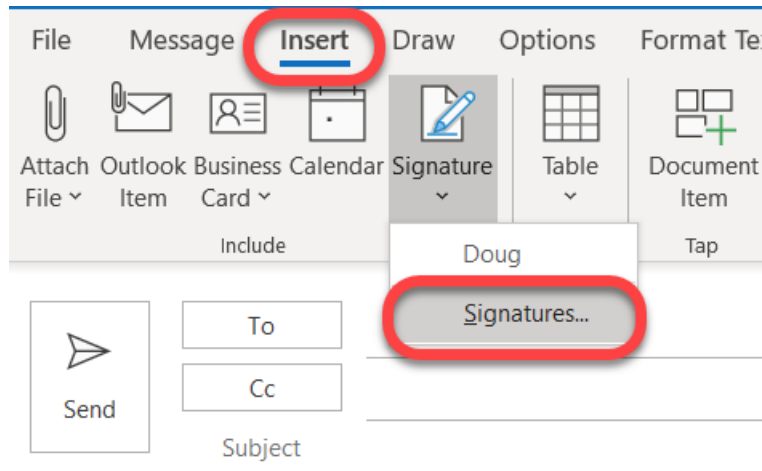 File Message Insert Draw Options Format Te
Attach Outlook Business Calendar Signature Table Document
File Item Card Item
Include Tap
Doug
Signatures...
To
Cc
Send
Subject